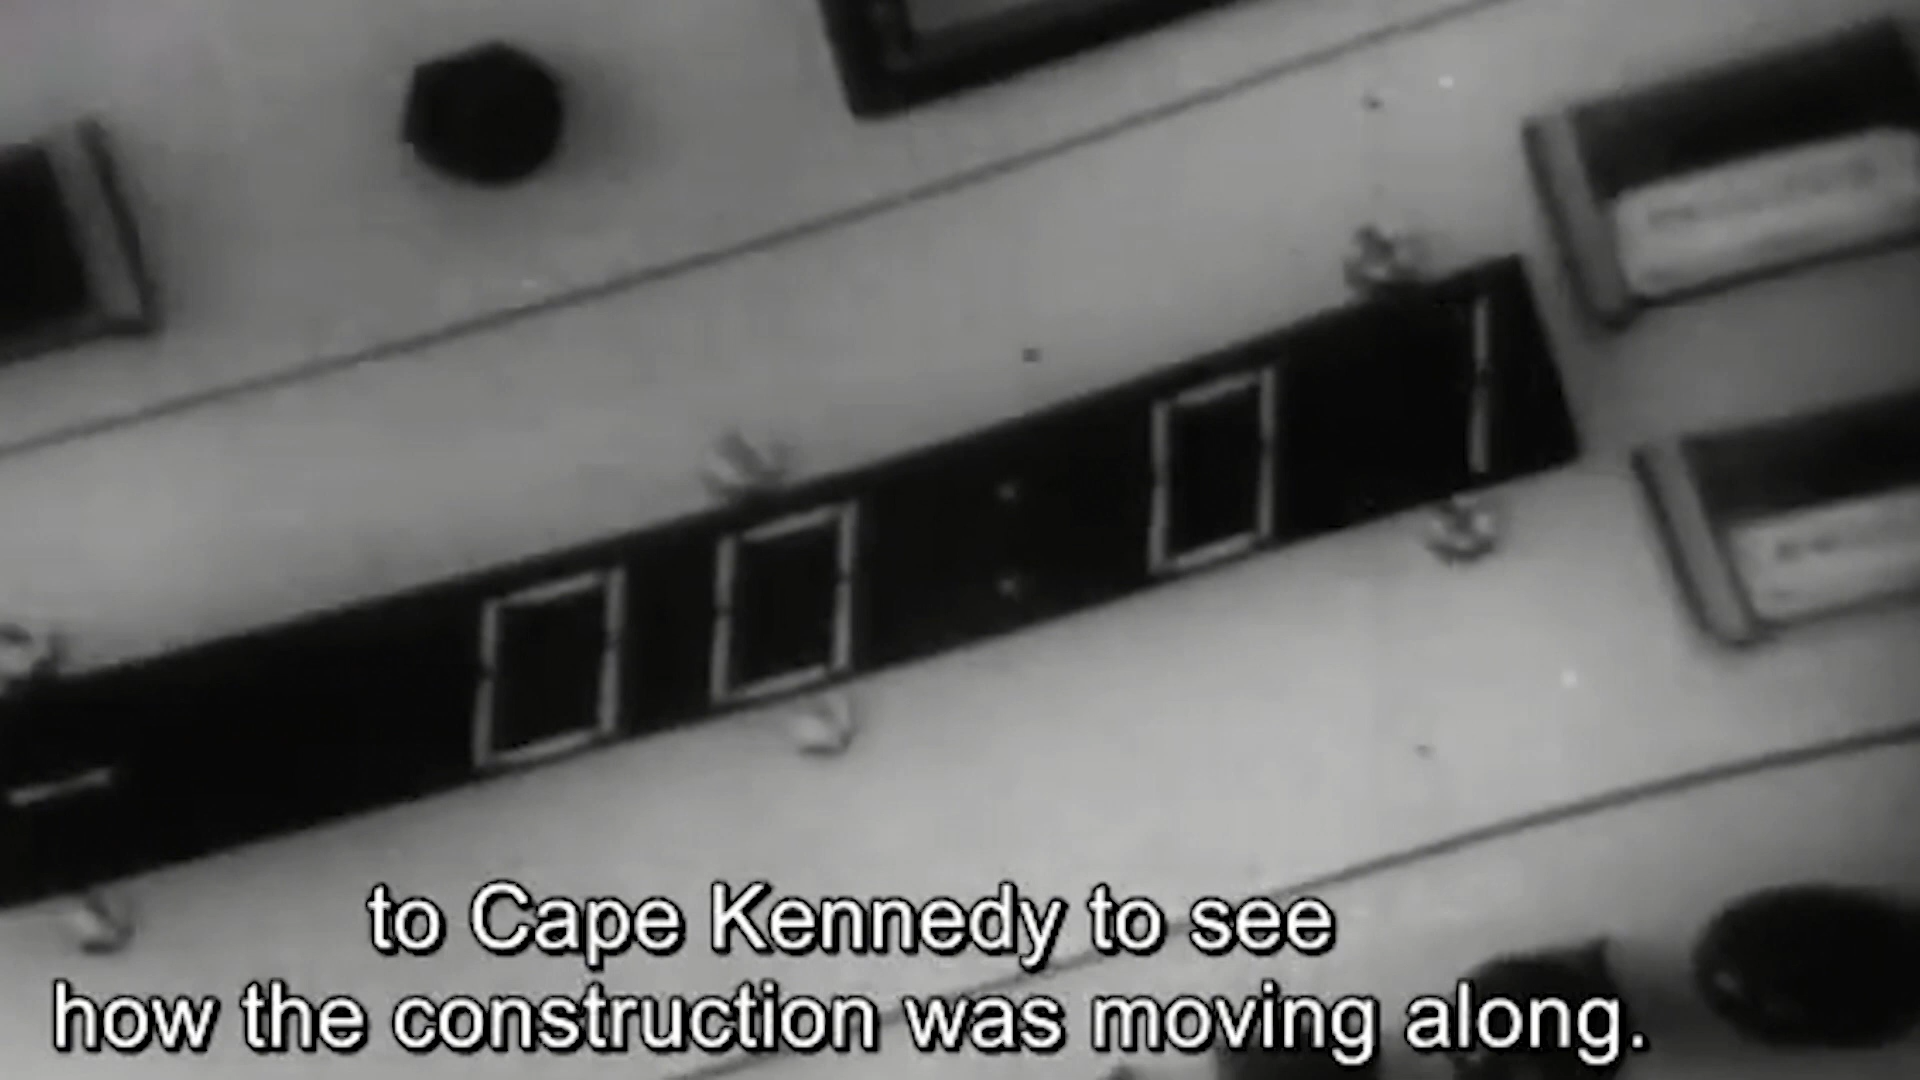 to Cape Kennedy to see
how the construction was moving along.